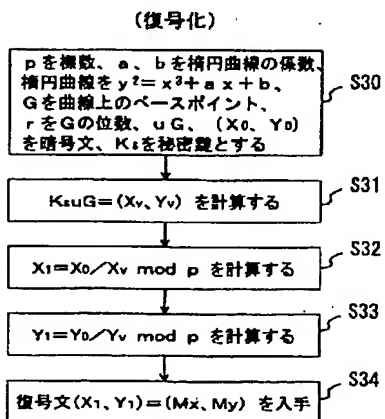 (復号化)
pを標数、a、bを楕円曲線の係数、
楕円曲線を y²=x³+ax+b、
Gを曲線上のベースポイント、
rをGの位数、uG、(X₀、Y₀)
を暗号文、Ksを秘密鍵とする
S30
KsuG=(Xv、Yv) を計算する
S31
X₁=X₀/Xv mod p を計算する
S32
Y₁=Y₀/Yv mod p を計算する
S33
復号文(X₁、Y₁)=(Mx、My) を入手
S34